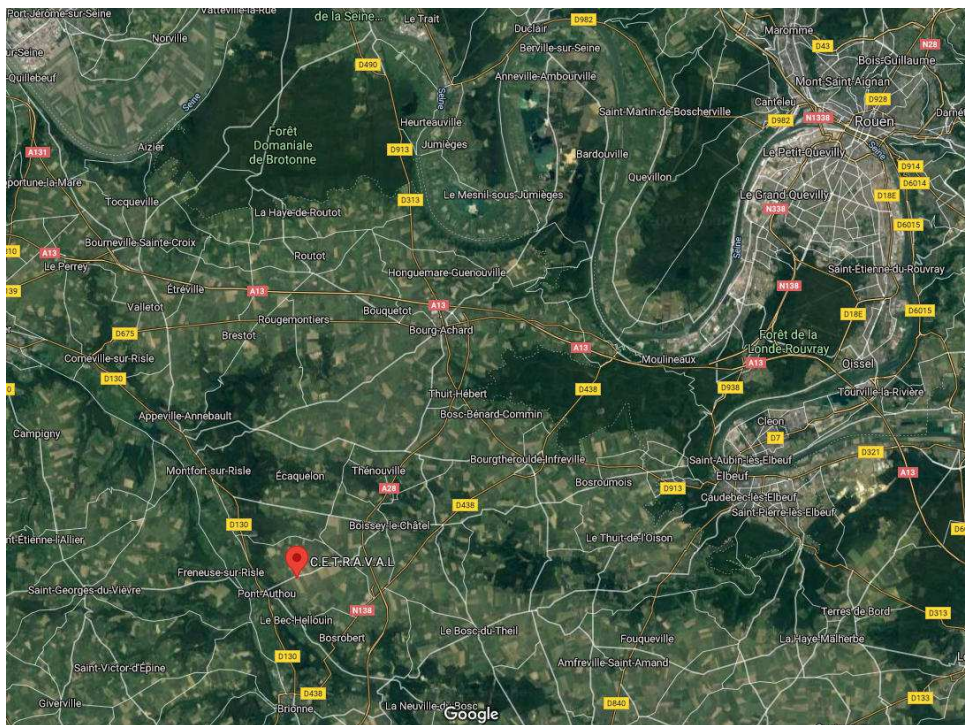 Port-Jérôme-sur-Seine
Vatteville-la-Rue
de la Seine...
Le Trait
Duclair
D982
Maromme
D43
N28
Norville
Berville-sur-Seine
Bois-Guillaume
Quillebeuf
D490
Anneville-Ambourville
Mont-Saint-Aignan
Seine
Seine
Saint-Martin-de-Boscherville
Canteleu
D928
D982
N1338
Rouen
Darnét
Heurteauville
Forêt
Domaniale
de Brotonne
Jumièges
Aizier
A131
D913
Bardouville
Le Petit-Quevilly
Seine
D914
Quevillon
D6014
oportune-la-Mare
Tocqueville
D313
Le Mesnil-sous-Jumièges
Le Grand-Quevilly
D18E
La Haye-de-Routot
N338
D6015
Bourneville-Sainte-Croix
Seine
A13
Routot
Le Perrey
Honguemare-Guenouville
Saint-Étienne-du-Rouvray
Étréville
A13
N138
139
Valletot
Bouquetot
A13
D18E
D6015
Rougemontiers
Bourg-Achard
D675
Brestot
Forêt de la
Londe-Rouvray
Corneville-sur-Risle
A13
Moulineaux
A13
Oissel
D130
D438
D938
Tourville-la-Rivière
Thuit-Hébert
Appeville-Annebault
Bosc-Bénard-Commin
Cléon
Campigny
D7
Saint-Aubin-lès-Elbeuf
D321
Montfort-sur-Risle
Thénouville
Bourgtheroulde-Infreville
A13
Écaquelon
Elbeuf
Bosroumois
D913
A28
Caudebec-lès-Elbeuf
D438
Saint-Pierre-lès-Elbeuf
D130
Boissey-le-Châtel
nt-Étienne-l'Allier
Le Thuit-de-l'Oison
C.E.T.R.A.V.A.L
Freneuse-sur-Risle
Saint-Georges-du-Vièvre
Pont-Authou
N138
Terres de Bord
D313
Le Bec-Hellouin
Le Bosc-du-Theil
Bosrobert
Fouqueville
La Haye-Malherbe
D130
Saint-Victor-d'Épine
Amfreville-Saint-Amand
D438
D133
Giverville
Brionne
La Neuville-du-Bosc
D840
Google